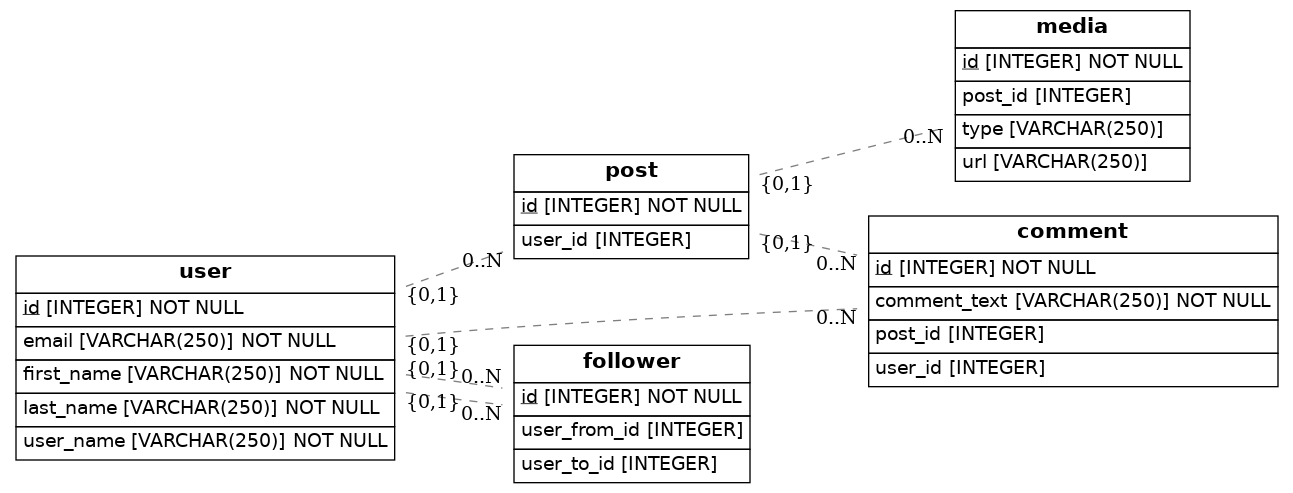 media
id [INTEGER] NOT NULL
post_id [INTEGER]
type [VARCHAR(250)]
url [VARCHAR(250)]
0..N
{0,1}
post
id [INTEGER] NOT NULL
user_id [INTEGER]
{0,1}
0..N
comment
id [INTEGER] NOT NULL
comment_text [VARCHAR(250)] NOT NULL
post_id [INTEGER]
user_id [INTEGER]
0..N
{0,1}
user
id [INTEGER] NOT NULL
email [VARCHAR(250)] NOT NULL
first_name [VARCHAR(250)] NOT NULL
last_name [VARCHAR(250)] NOT NULL
user_name [VARCHAR(250)] NOT NULL
0..N
{0,1}
{0,1}
0..N
{0,1}
0..N
follower
id [INTEGER] NOT NULL
user_from_id [INTEGER]
user_to_id [INTEGER]